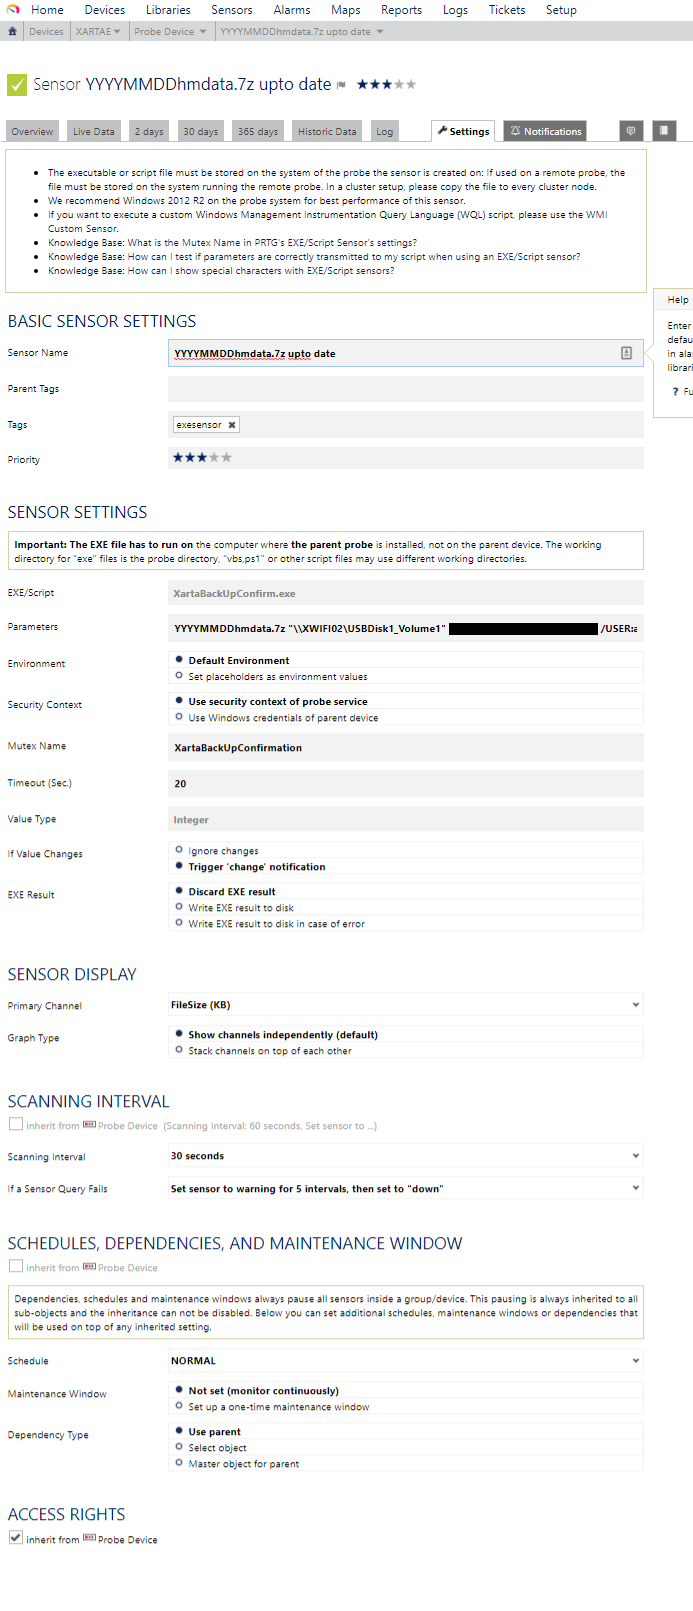 Home Devices Libraries Sensors Alarms Maps Reports Logs Tickets Setup
Devices XARTAE Probe Device YYYYMMDDhmdata.7z upto date
Sensor YYYYMMDDhmdata.7z upto date
Overview Live Data 2 days 30 days 365 days Historic Data Log Settings Notifications
The executable or script file must be stored on the system of the probe the sensor is created on: If used on a remote probe, the
file must be stored on the system running the remote probe. In a cluster setup, please copy the file to every cluster node.
We recommend Windows 2012 R2 on the probe system for best performance of this sensor.
If you want to execute a custom Windows Management Instrumentation Query Language (WQL) script, please use the WMI
Custom Sensor.
Knowledge Base: What is the Mutex Name in PRTG's EXE/Script Sensor's settings?
Knowledge Base: How can I test if parameters are correctly transmitted to my script when using an EXE/Script sensor?
Knowledge Base: How can I show special characters with EXE/Script sensors?
Help
Enter
defau
in ala
librari
? Fu
BASIC SENSOR SETTINGS
Sensor Name YYYYMMDDhmdata.7z upto date
Parent Tags
Tags exesensor
Priority
SENSOR SETTINGS
Important: The EXE file has to run on the computer where the parent probe is installed, not on the parent device. The working
directory for "exe" files is the probe directory, "vbs,ps1" or other script files may use different working directories.
EXE/Script XartaBackUpConfirm.exe
Parameters YYYYMMDDhmdata.7z "\\XWIFI02\USBDisk1_Volume1" /USER:a
Environment Default Environment
Set placeholders as environment values
Security Context Use security context of probe service
Use Windows credentials of parent device
Mutex Name XartaBackUpConfirmation
Timeout (Sec.) 20
Value Type Integer
If Value Changes Ignore changes
Trigger 'change' notification
EXE Result Discard EXE result
Write EXE result to disk
Write EXE result to disk in case of error
SENSOR DISPLAY
Primary Channel FileSize (KB)
Graph Type Show channels independently (default)
Stack channels on top of each other
SCANNING INTERVAL
inherit from Probe Device (Scanning Interval: 60 seconds, Set sensor to ...)
Scanning Interval 30 seconds
If a Sensor Query Fails Set sensor to warning for 5 intervals, then set to "down"
SCHEDULES, DEPENDENCIES, AND MAINTENANCE WINDOW
inherit from Probe Device
Dependencies, schedules and maintenance windows always pause all sensors inside a group/device. This pausing is always inherited to all
sub-objects and the inheritance can not be disabled. Below you can set additional schedules, maintenance windows or dependencies that
will be used on top of any inherited setting.
Schedule NORMAL
Maintenance Window Not set (monitor continuously)
Set up a one-time maintenance window
Dependency Type Use parent
Select object
Master object for parent
ACCESS RIGHTS
inherit from Probe Device